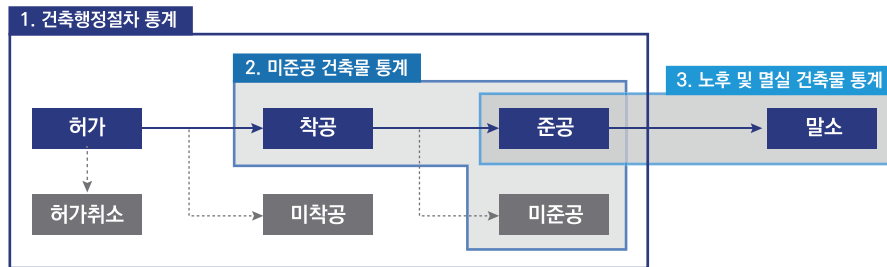 1. 건축행정절차 통계
2. 미준공 건축물 통계
3. 노후 및 멸실 건축물 통계
허가
착공
준공
말소
허가취소
미착공
미준공